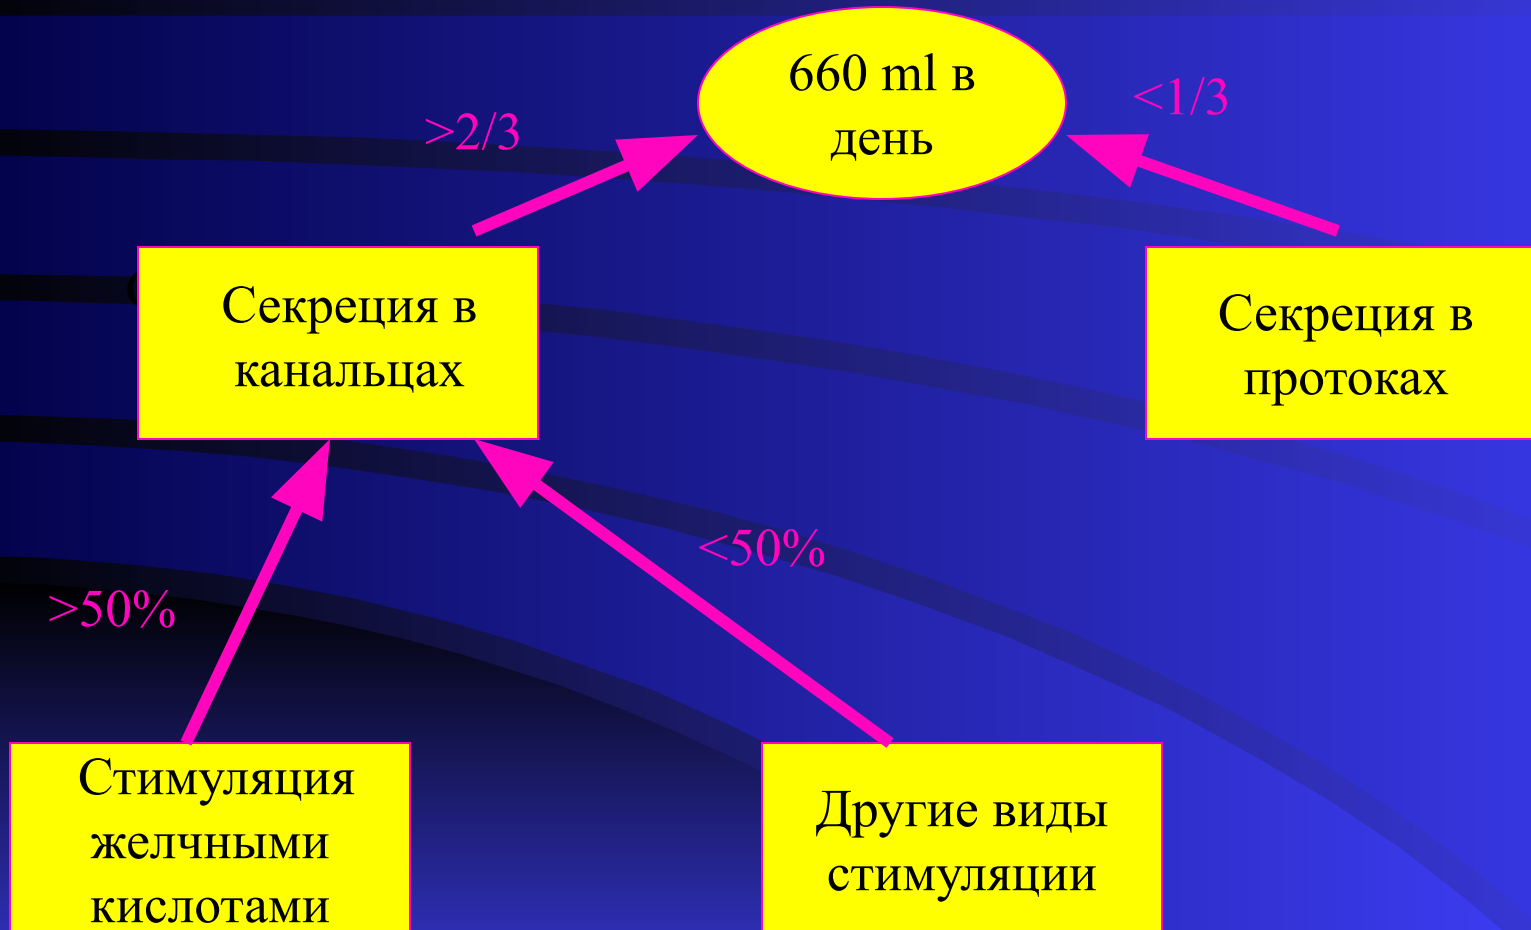 660 ml в
день
>2/3
<1/3
Секреция в
канальцах
Секреция в
протоках
>50%
<50%
Стимуляция
желчными
кислотами
Другие виды
стимуляции